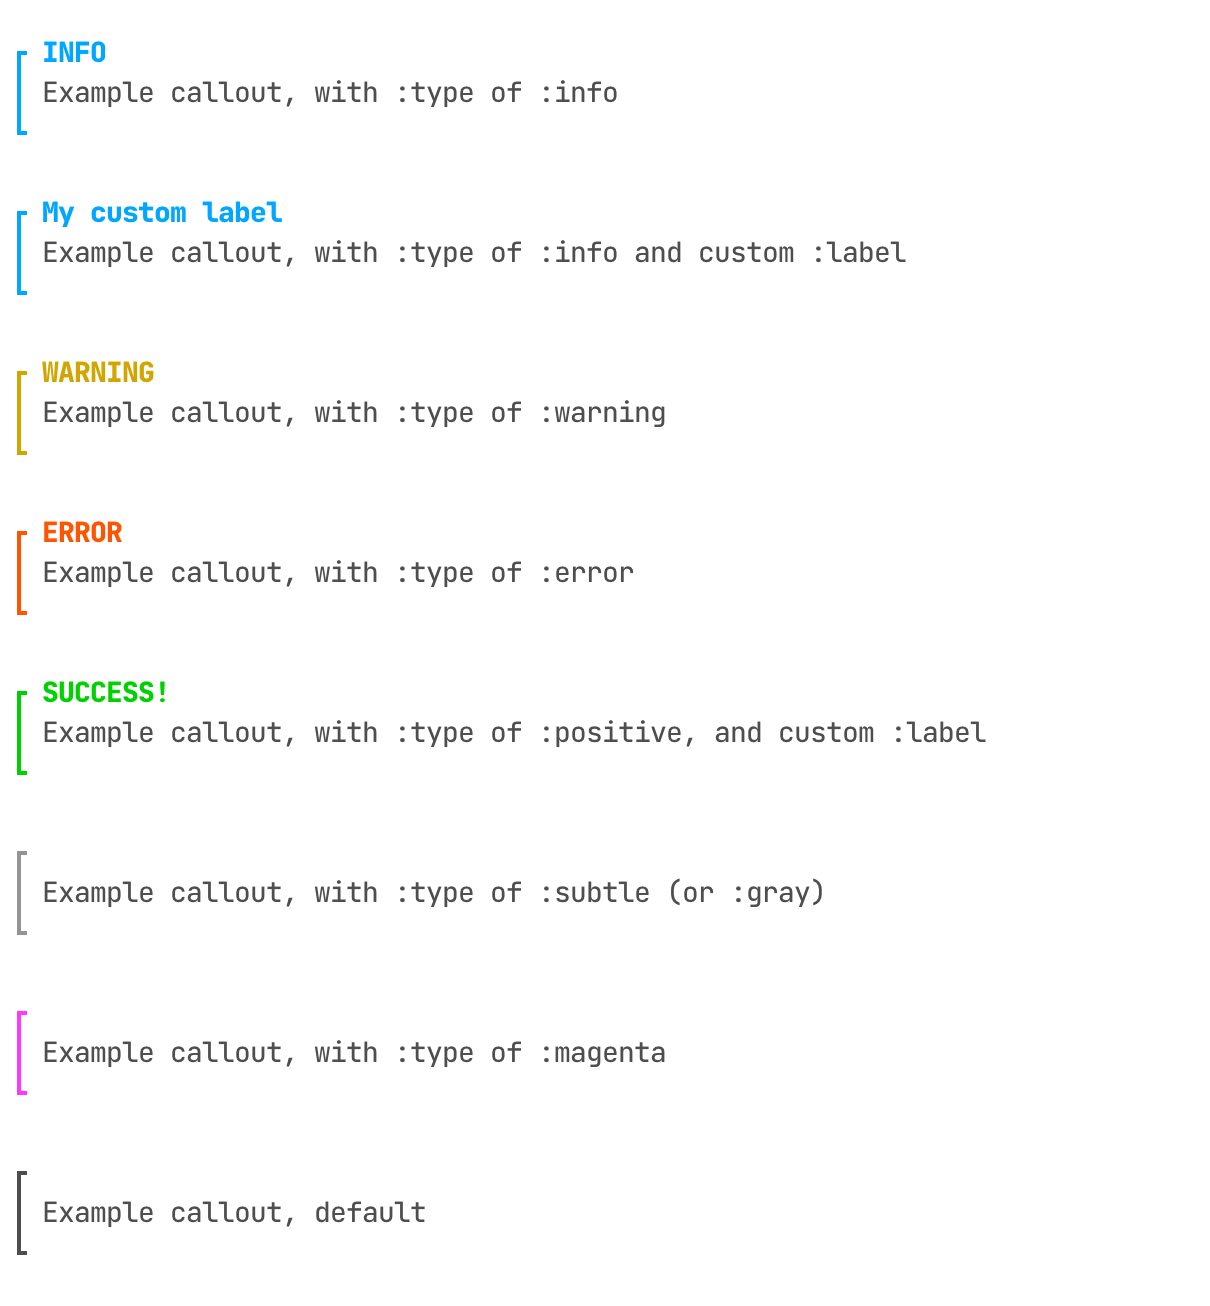 INFO
Example callout, with :type of :info
My custom label
Example callout, with :type of :info and custom :label
WARNING
Example callout, with :type of :warning
ERROR
Example callout, with :type of :error
SUCCESS!
Example callout, with :type of :positive, and custom :label
Example callout, with :type of :subtle (or :gray)
Example callout, with :type of :magenta
Example callout, default